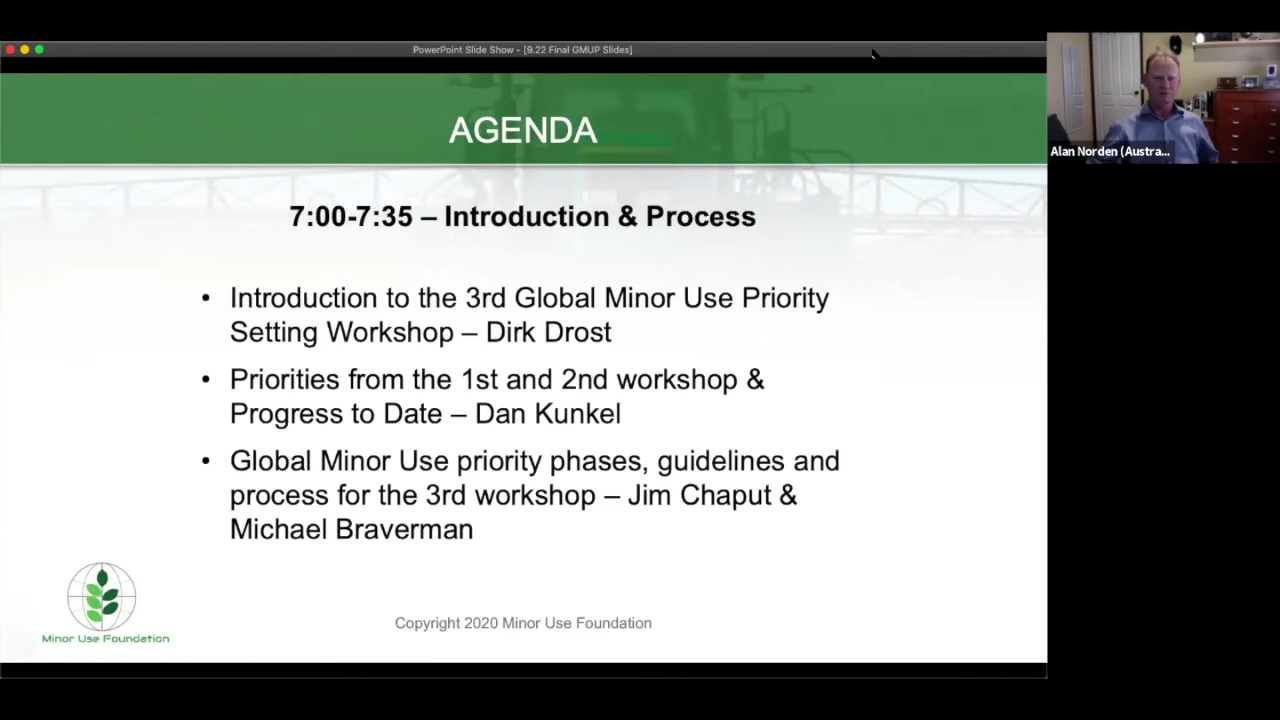 PowerPoint Slide Show - [9.22 Final GMUP Slides]
AGENDA
Alan Norden (Austra...
7:00-7:35 – Introduction & Process
• Introduction to the 3rd Global Minor Use Priority
Setting Workshop – Dirk Drost
• Priorities from the 1st and 2nd workshop &
Progress to Date – Dan Kunkel
• Global Minor Use priority phases, guidelines and
process for the 3rd workshop – Jim Chaput &
Michael Braverman
Minor Use Foundation
Copyright 2020 Minor Use Foundation